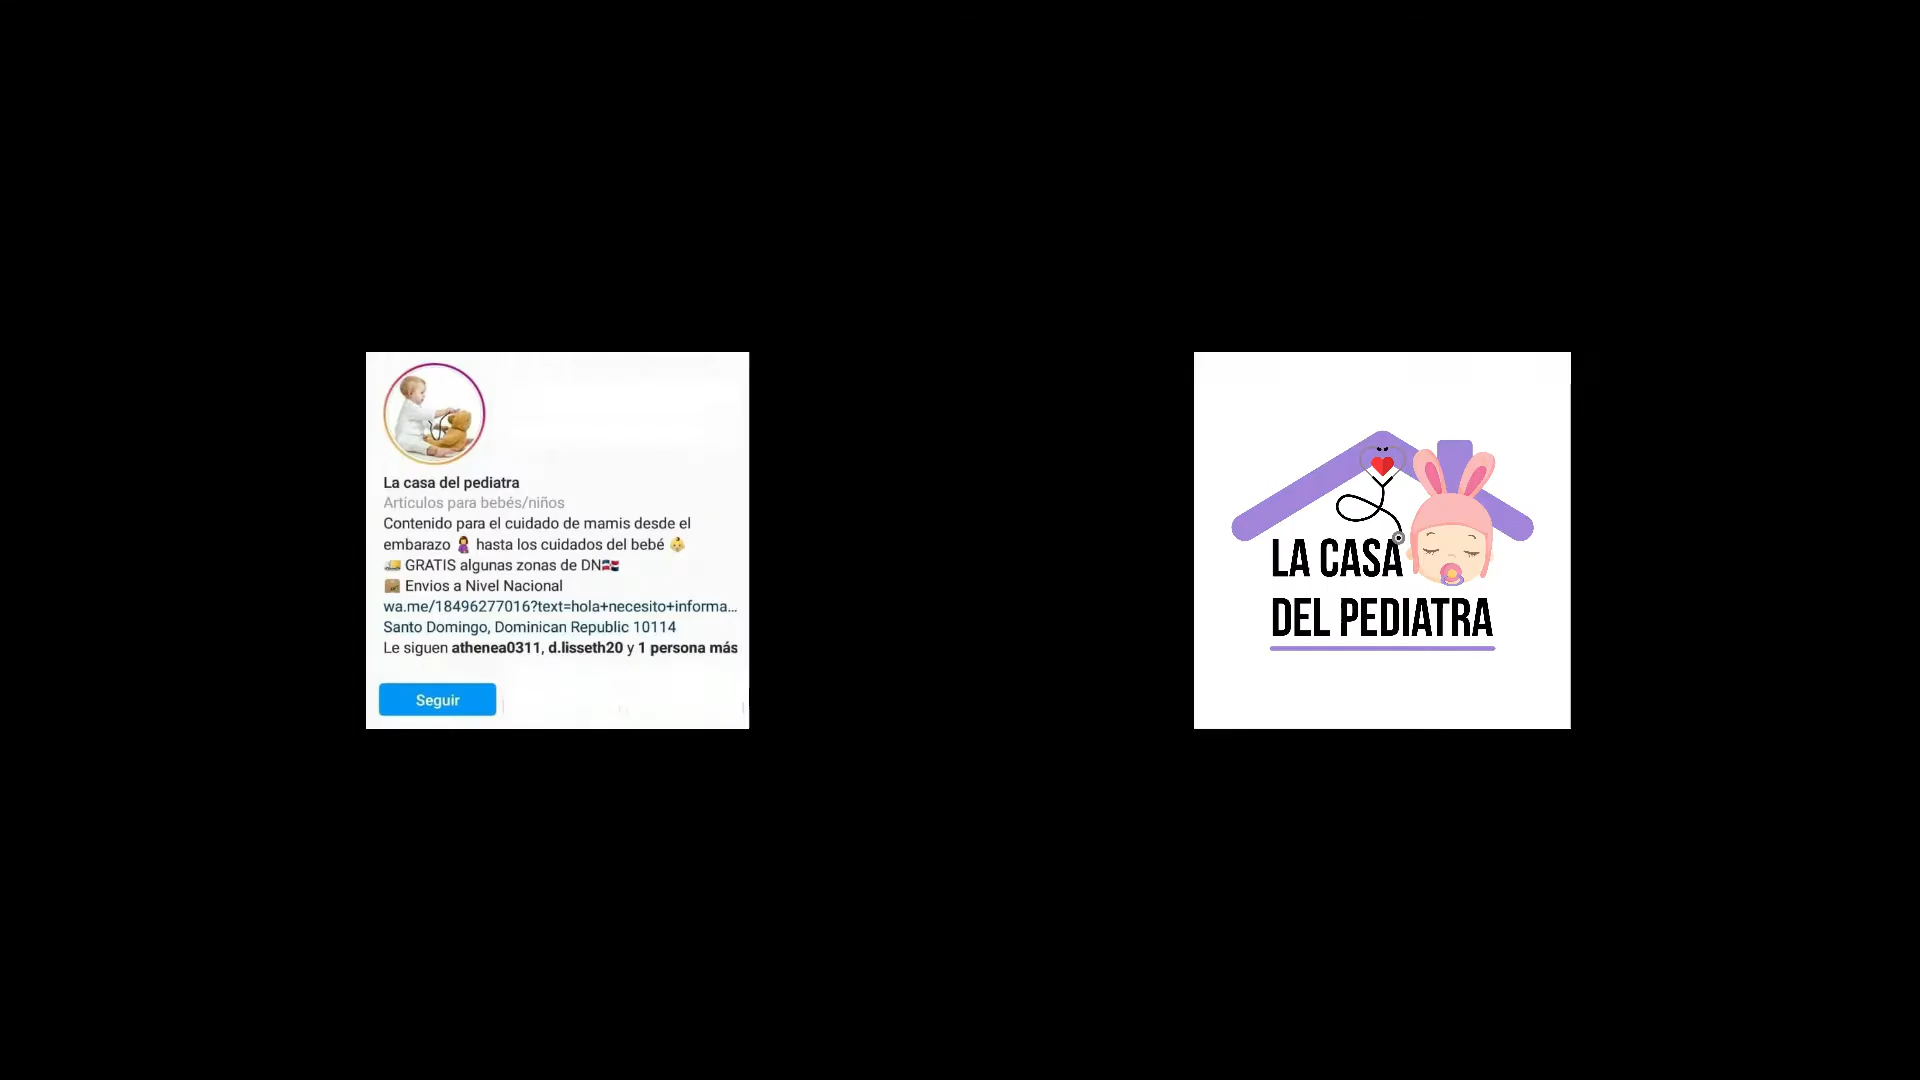 La casa del pediatra
Artículos para bebés/niños
Contenido para el cuidado de mamis desde el
embarazo 🤰 hasta los cuidados del bebé 👶
🚚 GRATIS algunas zonas de DN🇩🇴
📦 Envios a Nivel Nacional
wa.me/18496277016?text=hola+necesito+informa...
Santo Domingo, Dominican Republic 10114
Le siguen athenea0311, d.lisseth20 y 1 persona más
Seguir
LA CASA
DEL PEDIATRA